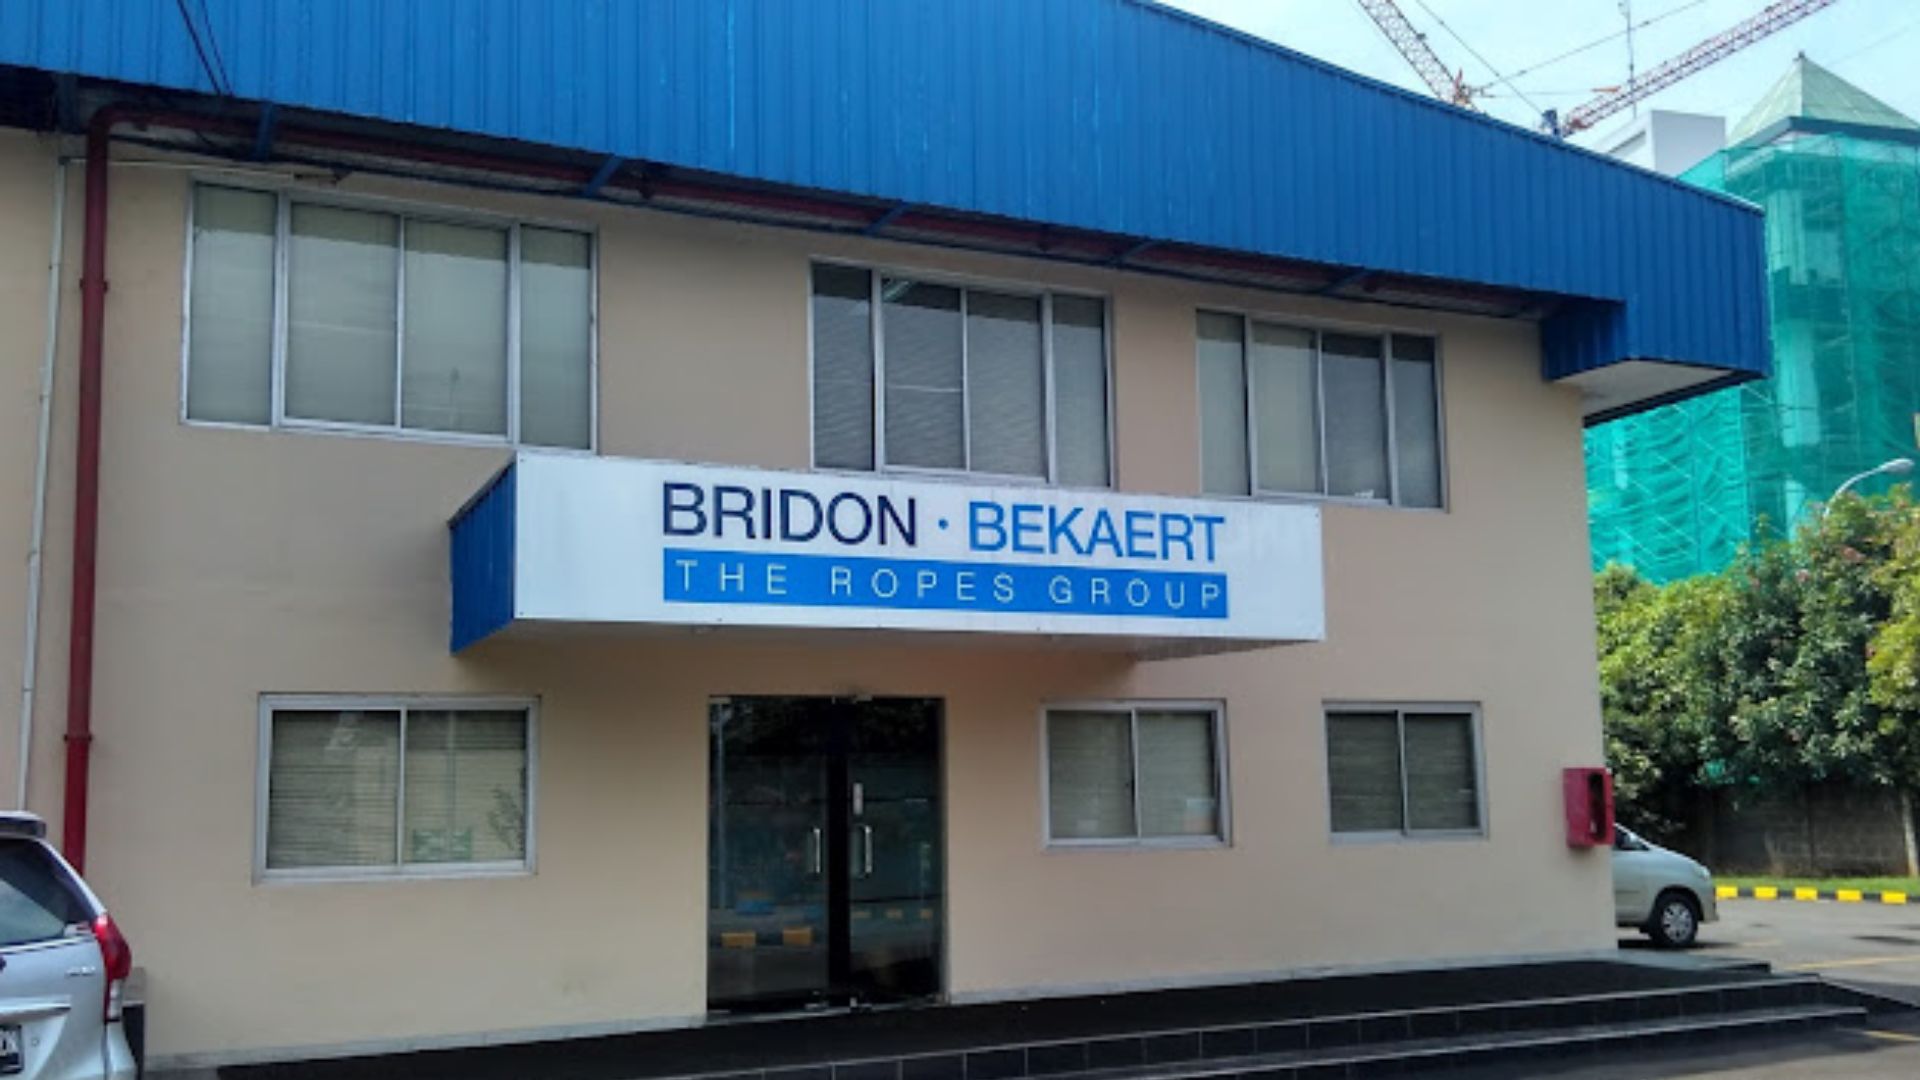 BRIDON · BEKAERT
THE ROPES GROUP